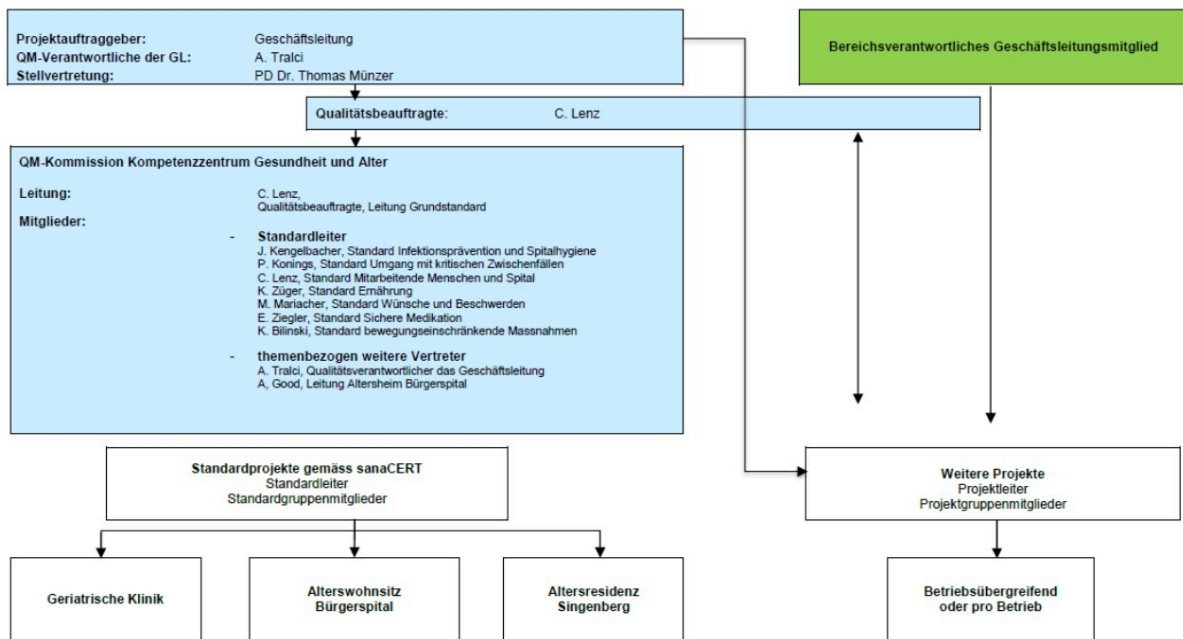 Projektauftraggeber: Geschäftsleitung
QM-Verantwortliche der GL: A. Tralci
Stellvertretung: PD Dr. Thomas Münzer
Bereichsverantwortliches Geschäftsleitungsmitglied
Qualitätsbeauftragte: C. Lenz
QM-Kommission Kompetenzzentrum Gesundheit und Alter
Leitung: C. Lenz,
Qualitätsbeauftragte, Leitung Grundstandard
Mitglieder:
- Standardleiter
J. Kengelbacher, Standard Infektionsprävention und Spitalhygiene
P. Konings, Standard Umgang mit kritischen Zwischenfällen
C. Lenz, Standard Mitarbeitende Menschen und Spital
K. Züger, Standard Ernährung
M. Mariacher, Standard Wünsche und Beschwerden
E. Ziegler, Standard Sichere Medikation
K. Bilinski, Standard bewegungseinschränkende Massnahmen
- themenbezogen weitere Vertreter
A. Tralci, Qualitätsverantwortlicher das Geschäftsleitung
A, Good, Leitung Altersheim Bürgerspital
Standardprojekte gemäss sanaCERT
Standardleiter
Standardgruppenmitglieder
Weitere Projekte
Projektleiter
Projektgruppenmitglieder
Geriatrische Klinik
Alterswohnsitz
Bürgerspital
Altersresidenz
Singenberg
Betriebsübergreifend
oder pro Betrieb